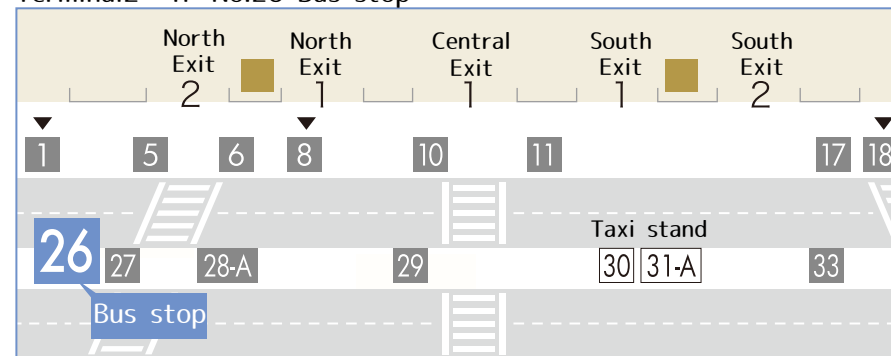 North Exit 2
North Exit 1
Central Exit 1
South Exit 1
South Exit 2
1 5 6 8 10 11 17 18
Taxi stand
26 27 28-A 29 30 31-A 33
Bus stop